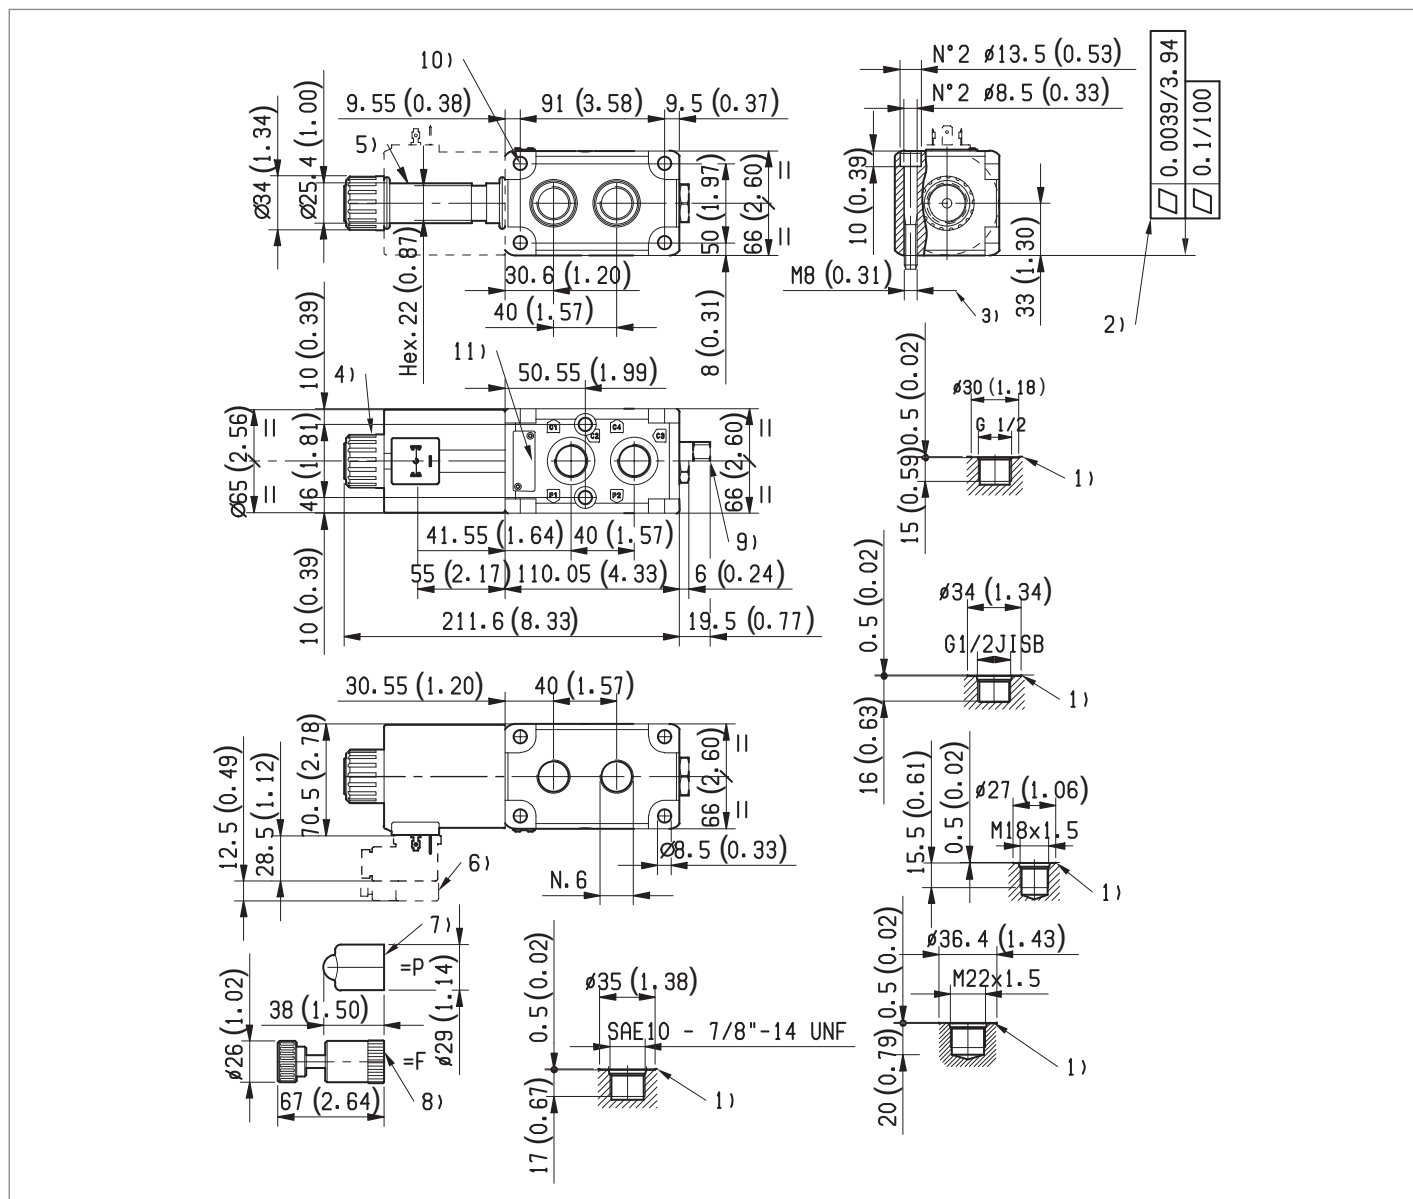 10)
N°2 ø13.5 (0.53)
9.55 (0.38)
91 (3.58)
9.5 (0.37)
N°2 ø8.5 (0.33)
0.0039/3.94
0.1/100
Ø34 (1.34)
Ø25.4 (1.00)
5)
50 (1.97)
66 (2.60)
=
=
10 (0.39)
33 (1.30)
Hex.22 (0.87)
30.6 (1.20)
40 (1.57)
8 (0.31)
M8 (0.31)
3)
2)
10 (0.39)
4)
11)
50.55 (1.99)
Ø65 (2.56)
=
=
46 (1.81)
10 (0.39)
C1
C2
C4
C3
P1
P2
66 (2.60)
=
=
9)
41.55 (1.64)
40 (1.57)
55 (2.17)
110.05 (4.33)
6 (0.24)
211.6 (8.33)
19.5 (0.77)
0.5 (0.02)
15 (0.59)
ø30 (1.18)
G 1/2
1)
0.5 (0.02)
16 (0.63)
ø34 (1.34)
G1/2JISB
1)
30.55 (1.20)
40 (1.57)
70.5 (2.78)
28.5 (1.12)
12.5 (0.49)
66 (2.60)
=
=
Ø8.5 (0.33)
N.6
6)
15.5 (0.61)
0.5 (0.02)
ø27 (1.06)
M18x1.5
1)
7)
=P
38 (1.50)
ø29 (1.14)
ø26 (1.02)
=F
67 (2.64)
8)
0.5 (0.02)
17 (0.67)
ø35 (1.38)
SAE10 - 7/8"-14 UNF
1)
0.5 (0.02)
20 (0.79)
ø36.4 (1.43)
M22x1.5
1)